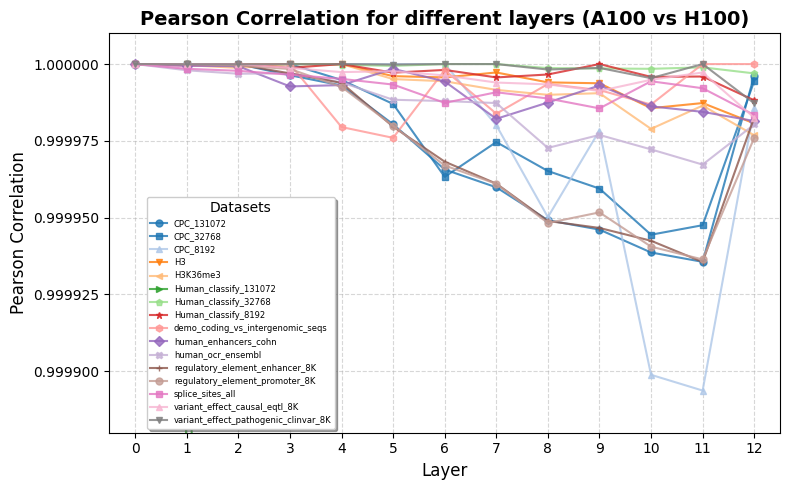 Pearson Correlation for different layers (A100 vs H100)
Pearson Correlation
1.000000
0.999975
0.999950
0.999925
0.999900
Datasets
CPC_131072
CPC_32768
CPC_8192
H3
H3K36me3
Human_classify_131072
Human_classify_32768
Human_classify_8192
demo_coding_vs_intergenomic_seqs
human_enhancers_cohn
human_ocr_ensembl
regulatory_element_enhancer_8K
regulatory_element_promoter_8K
splice_sites_all
variant_effect_causal_eqtl_8K
variant_effect_pathogenic_clinvar_8K
0 1 2 3 4 5 6 7 8 9 10 11 12
Layer